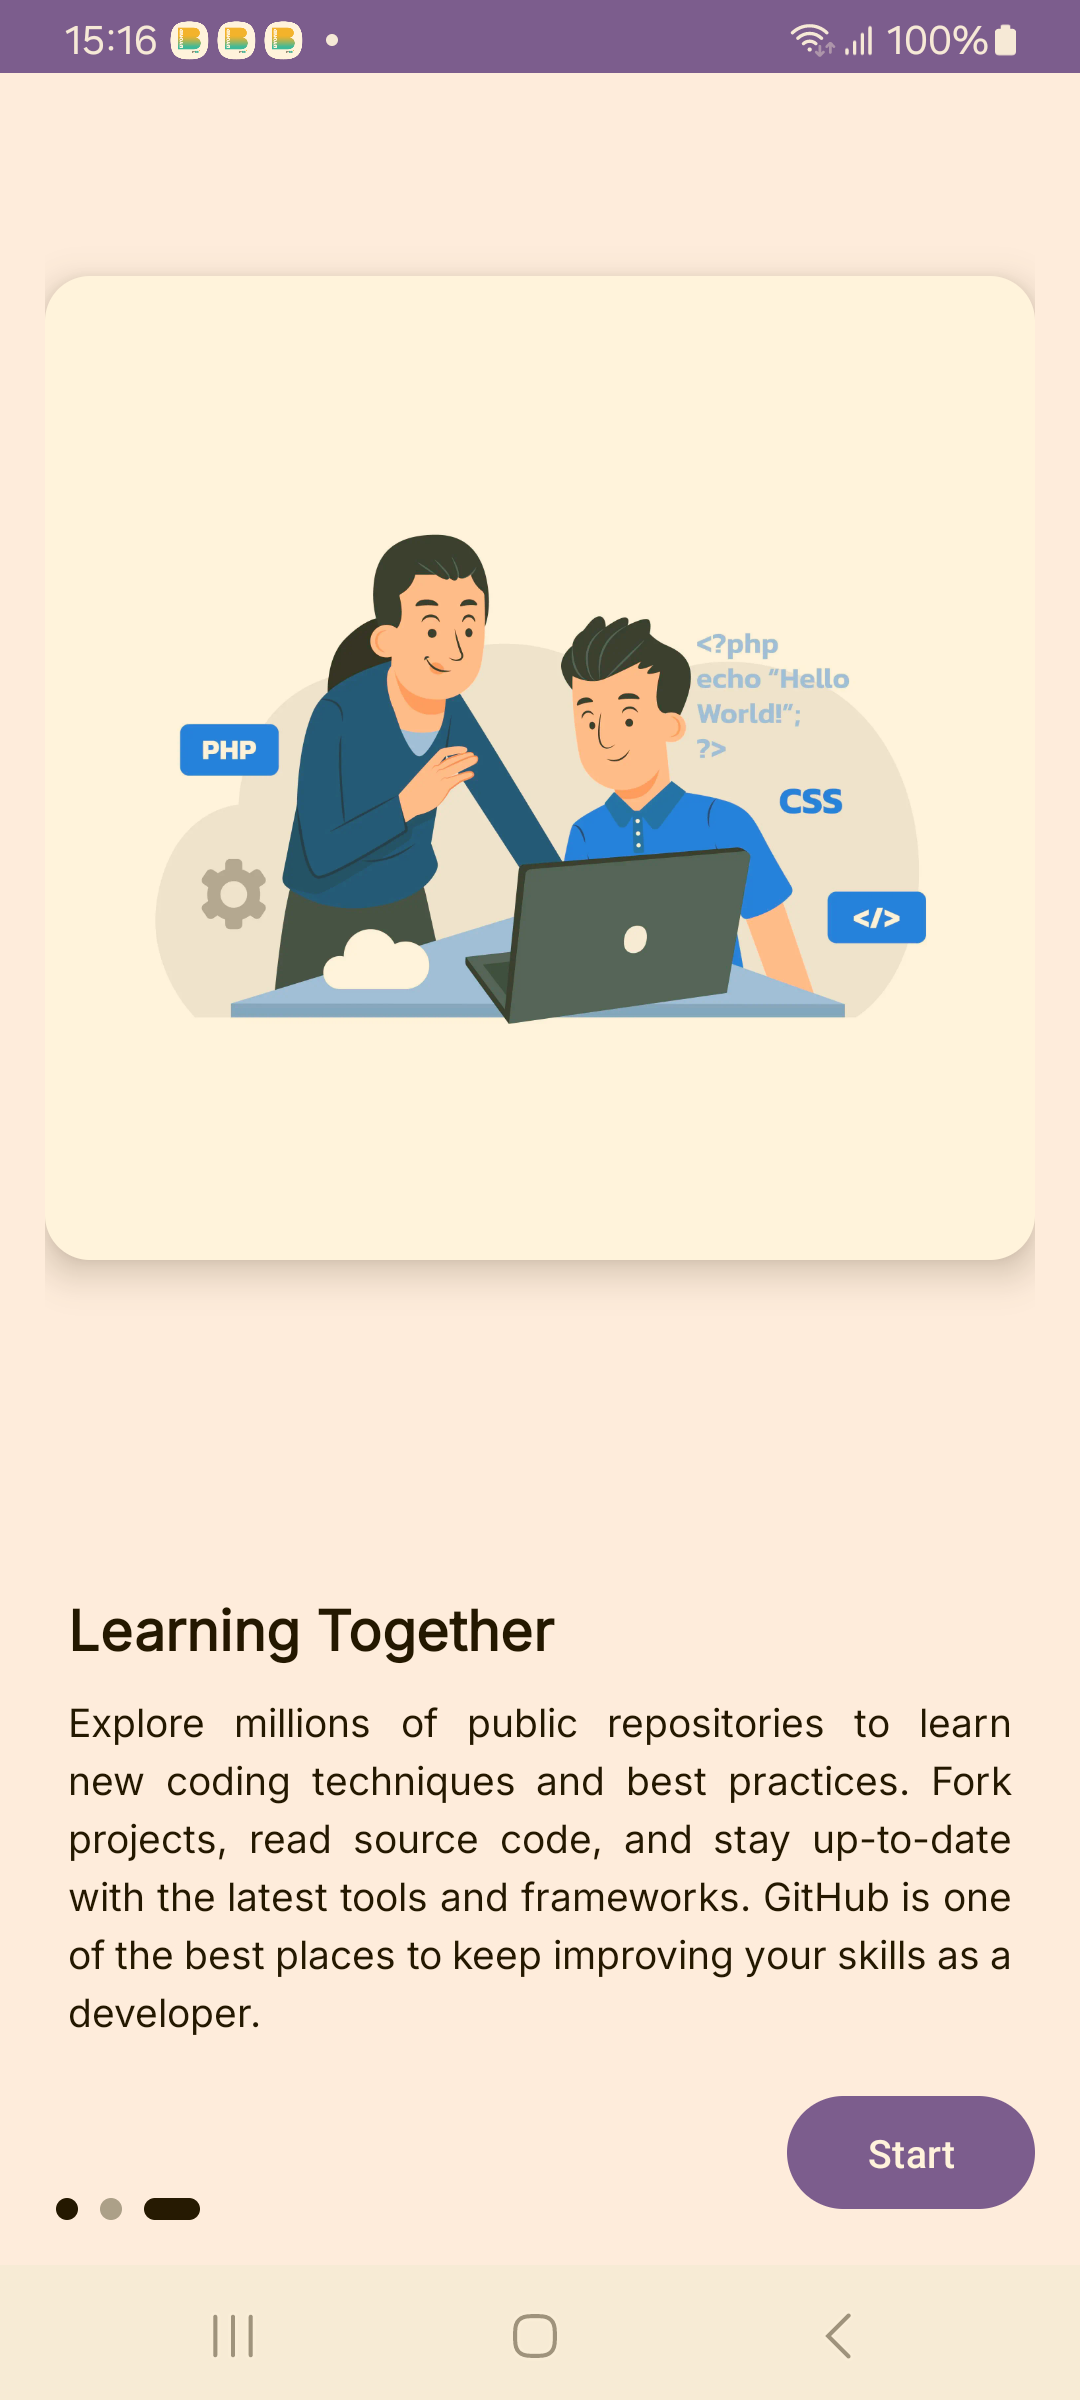 15:16
100%
<?php
echo “Hello
World!”;
?>
PHP
CSS
</>
Learning Together
Explore millions of public repositories to learn
new coding techniques and best practices. Fork
projects, read source code, and stay up-to-date
with the latest tools and frameworks. GitHub is one
of the best places to keep improving your skills as a
developer.
Start